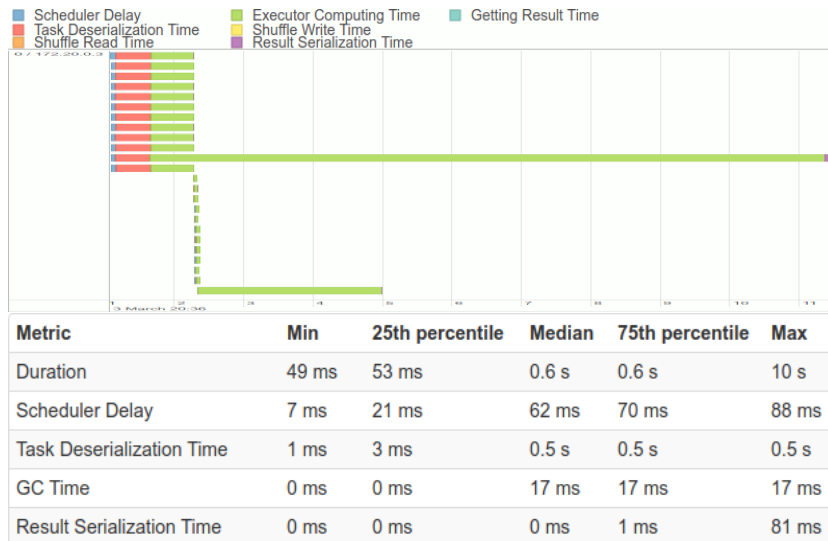 Scheduler Delay Executor Computing Time Getting Result Time
Task Deserialization Time Shuffle Write Time
Shuffle Read Time Result Serialization Time
0 / 172.20.0.3
1 2 3 4 5 6 7 8 9 10 11
3 March 20:36
Metric Min 25th percentile Median 75th percentile Max
Duration 49 ms 53 ms 0.6 s 0.6 s 10 s
Scheduler Delay 7 ms 21 ms 62 ms 70 ms 88 ms
Task Deserialization Time 1 ms 3 ms 0.5 s 0.5 s 0.5 s
GC Time 0 ms 0 ms 17 ms 17 ms 17 ms
Result Serialization Time 0 ms 0 ms 0 ms 1 ms 81 ms